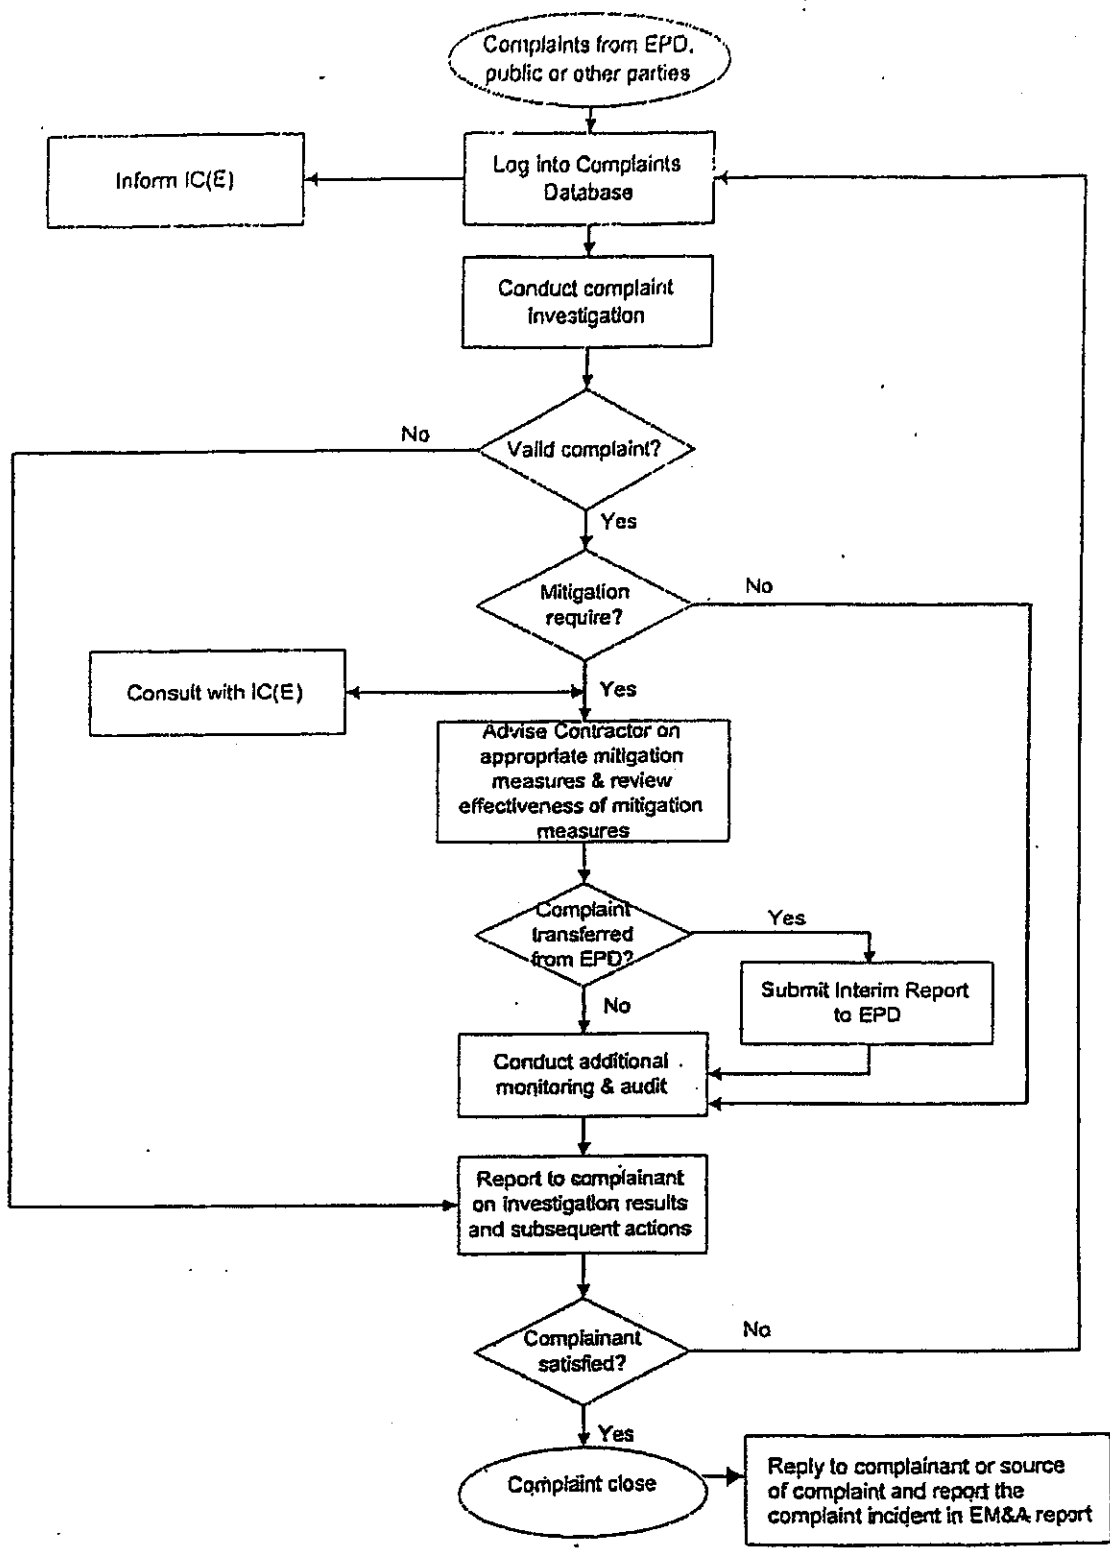 Complaints from EPD,
public or other parties
Inform IC(E)
Log into Complaints
Database
Conduct complaint
investigation
No
Valid complaint?
Yes
Mitigation
require?
No
Consult with IC(E)
Yes
Advise Contractor on
appropriate mitigation
measures & review
effectiveness of mitigation
measures
Complaint
transferred
from EPD?
Yes
Submit Interim Report
to EPD
No
Conduct additional
monitoring & audit
Report to complainant
on investigation results
and subsequent actions
Complainant
satisfied?
No
Yes
Complaint close
Reply to complainant or source
of complaint and report the
complaint incident in EM&A report